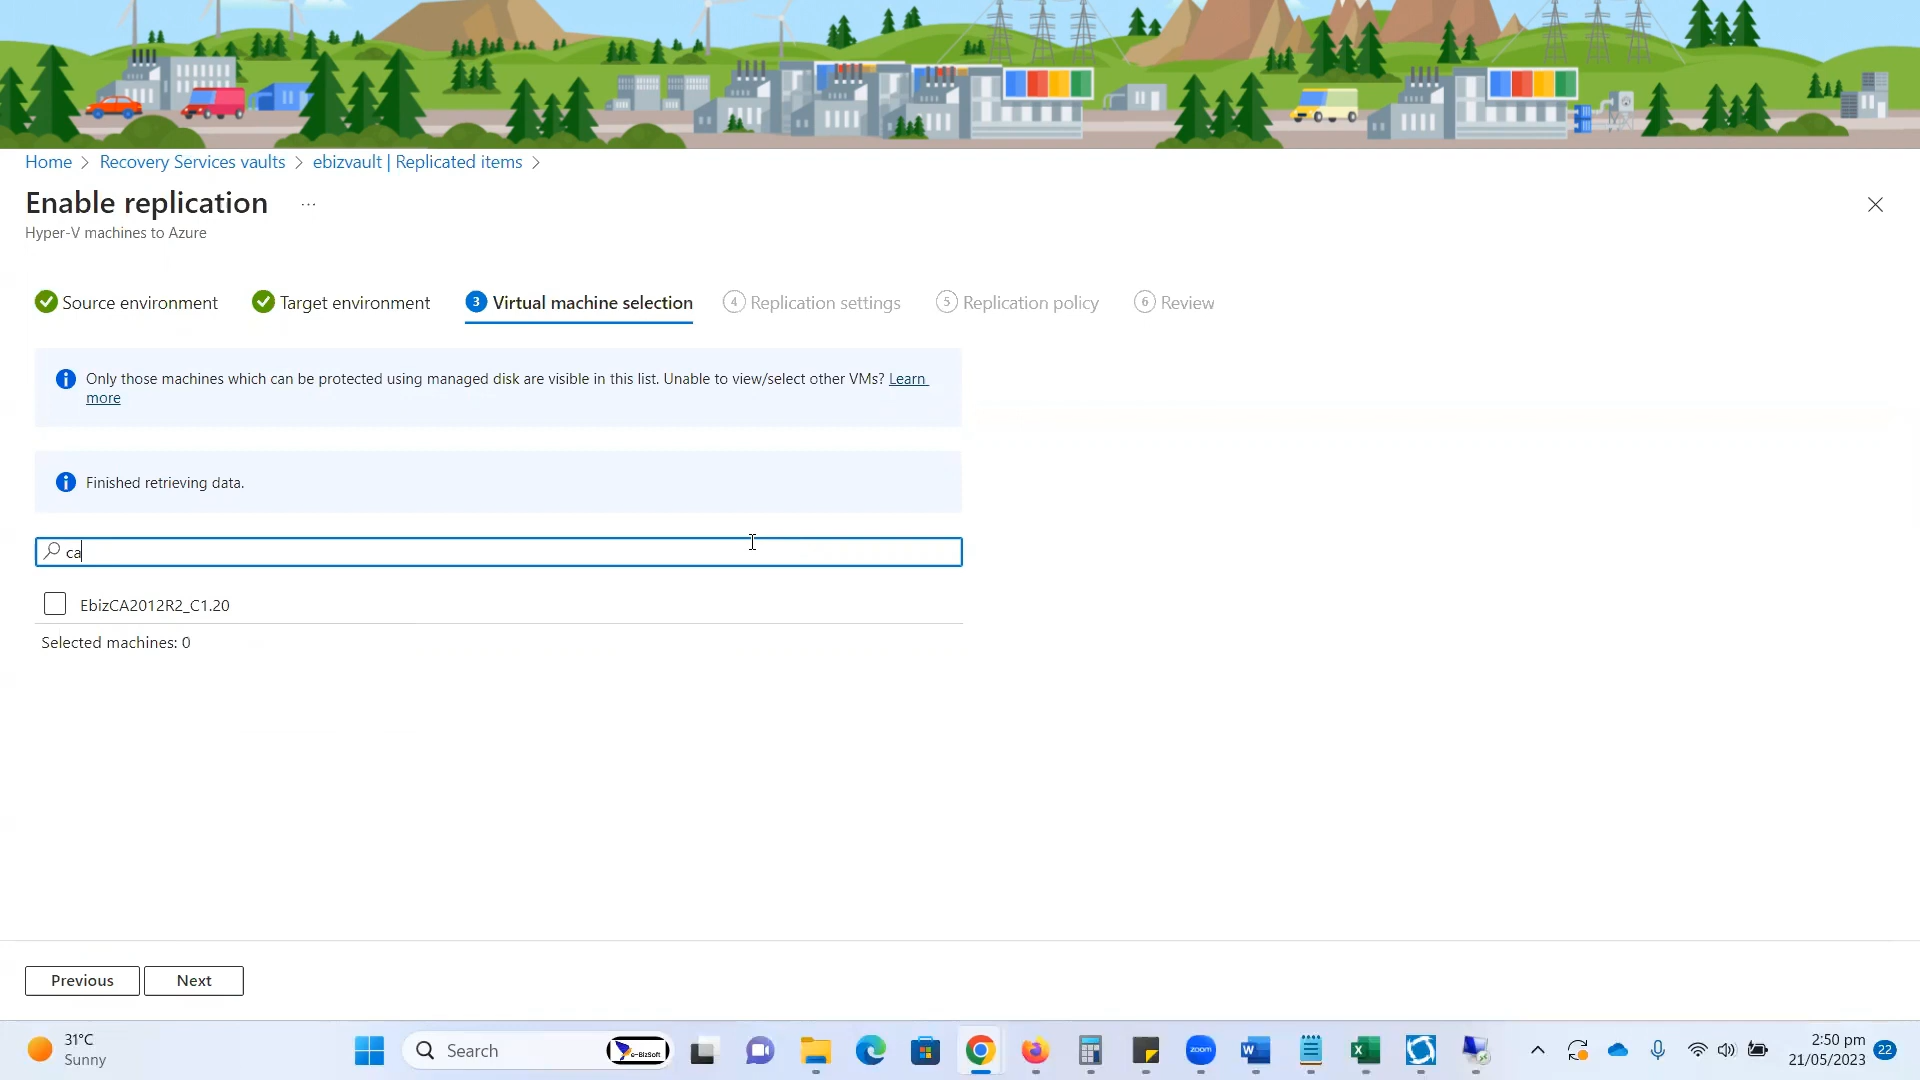 Home > Recovery Services vaults > ebizvault | Replicated items >
Enable replication ...
Hyper-V machines to Azure
Source environment
Target environment
3 Virtual machine selection
4 Replication settings
5 Replication policy
6 Review
Only those machines which can be protected using managed disk are visible in this list. Unable to view/select other VMs? Learn
more
Finished retrieving data.
ca
EbizCA2012R2_C1.20
Selected machines: 0
Previous
Next
31°C
Sunny
Search
e-BizSoft
zoom
2:50 pm
21/05/2023
22